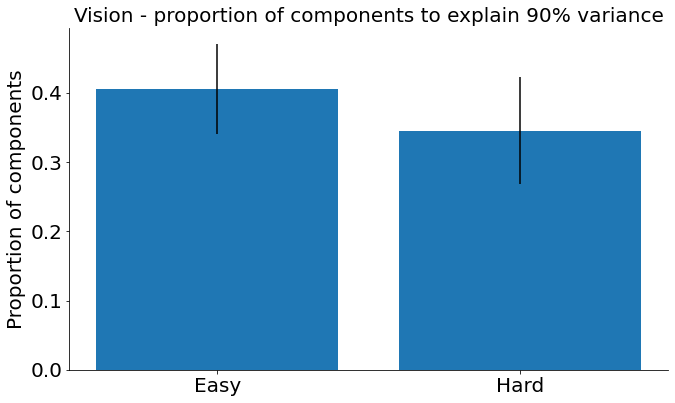 Vision - proportion of components to explain 90% variance
Proportion of components
0.4
0.3
0.2
0.1
0.0
Easy
Hard